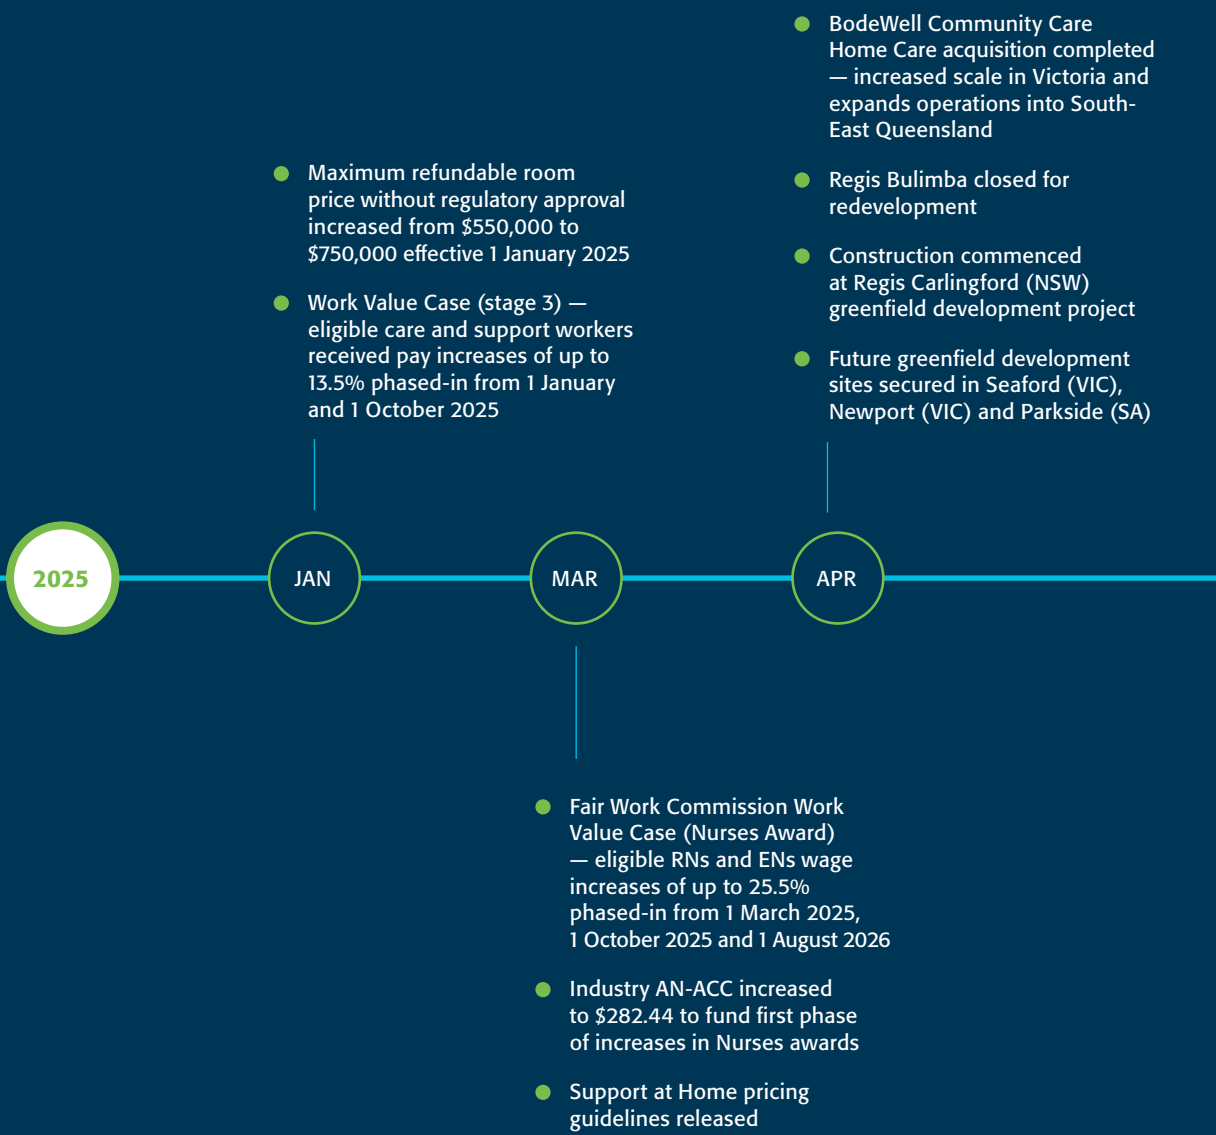 2025
JAN
Maximum refundable room
price without regulatory approval
increased from $550,000 to
$750,000 effective 1 January 2025
Work Value Case (stage 3) —
eligible care and support workers
received pay increases of up to
13.5% phased-in from 1 January
and 1 October 2025
MAR
Fair Work Commission Work
Value Case (Nurses Award)
— eligible RNs and ENs wage
increases of up to 25.5%
phased-in from 1 March 2025,
1 October 2025 and 1 August 2026
Industry AN-ACC increased
to $282.44 to fund first phase
of increases in Nurses awards
Support at Home pricing
guidelines released
APR
BodeWell Community Care
Home Care acquisition completed
— increased scale in Victoria and
expands operations into South-
East Queensland
Regis Bulimba closed for
redevelopment
Construction commenced
at Regis Carlingford (NSW)
greenfield development project
Future greenfield development
sites secured in Seaford (VIC),
Newport (VIC) and Parkside (SA)